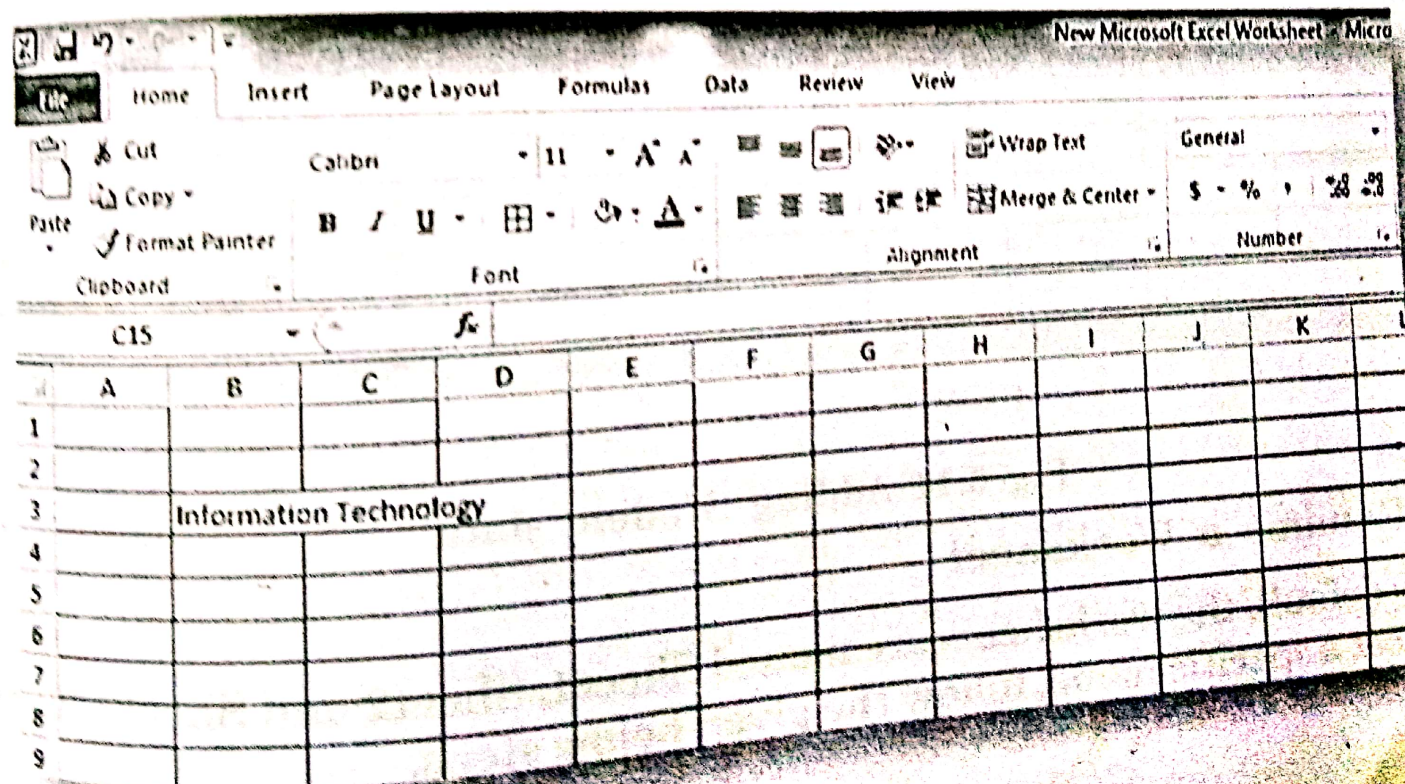 New Microsoft Excel Worksheet - Micro
File Home Insert Page Layout Formulas Data Review View
Cut
Calibri 11 A A Wrap Text General
Copy
Paste B I U A Merge & Center $ % ,
Format Painter
Clipboard Font Alignment Number
C15 fx
A B C D E F G H I J K L
1
2
3 Information Technology
4
5
6
7
8
9